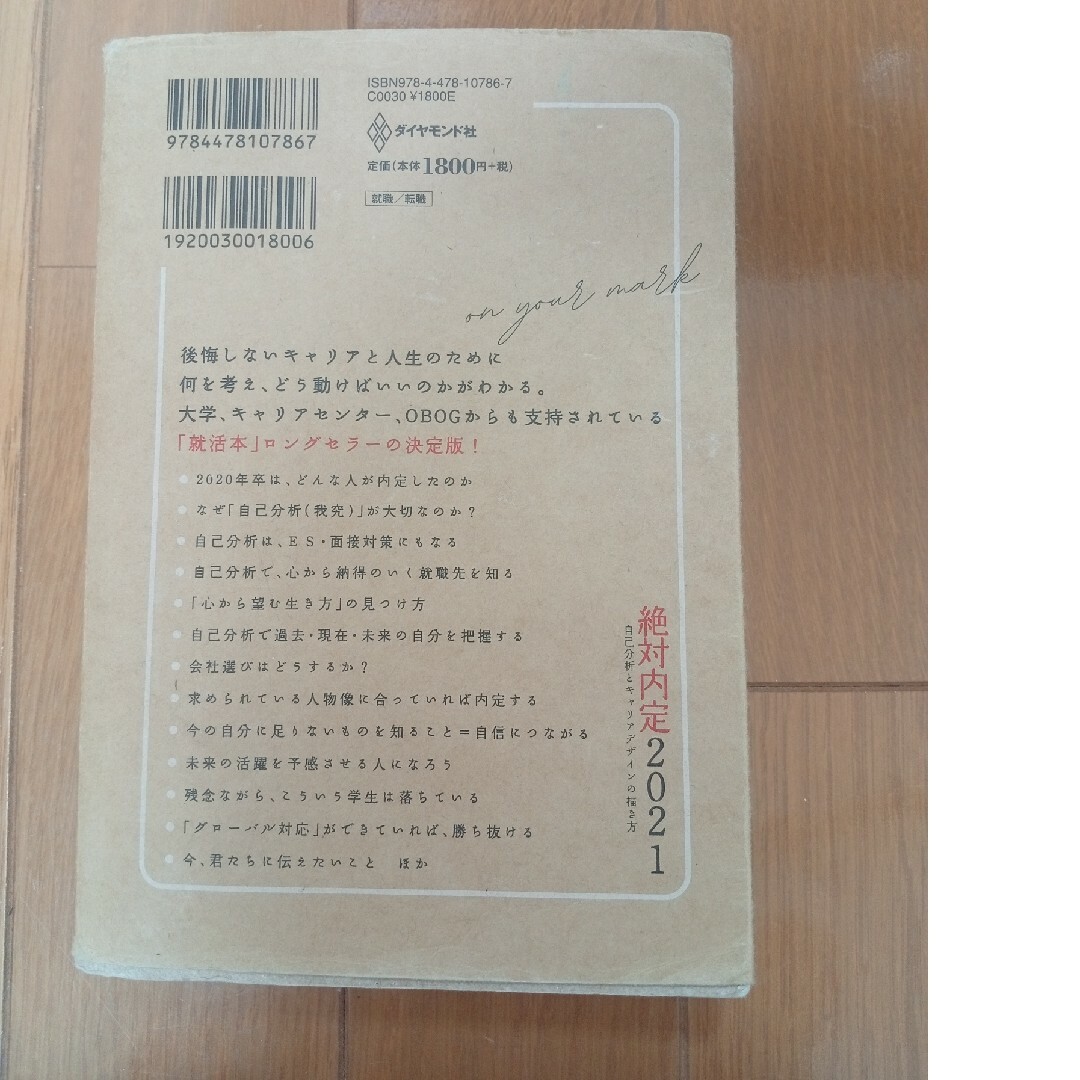 ISBN978-4-478-10786-7
C0030 ¥1800E
9784478107867
ダイヤモンド社
定価(本体1800円+税)
就職/転職
1920030018006
on your mark
後悔しないキャリアと人生のために
何を考え、どう動けばいいのかがわかる。
大学、キャリアセンター、OBOGからも支持されている
「就活本」ロングセラーの決定版!
● 2020年卒は、どんな人が内定したのか
● なぜ「自己分析(我究)」が大切なのか?
● 自己分析は、ES・面接対策にもなる
● 自己分析で、心から納得のいく就職先を知る
● 「心から望む生き方」の見つけ方
● 自己分析で過去・現在・未来の自分を把握する
● 会社選びはどうするか?
● 求められている人物像に合っていれば内定する
● 今の自分に足りないものを知ること=自信につながる
● 未来の活躍を予感させる人になろう
● 残念ながら、こういう学生は落ちている
● 「グローバル対応」ができていれば、勝ち抜ける
● 今、君たちに伝えたいこと ほか
絶対内定2021
自己分析とキャリアデザインの描き方